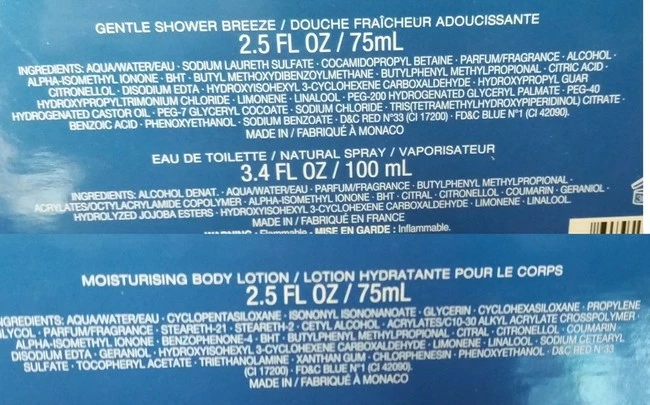 GENTLE SHOWER BREEZE / DOUCHE FRAÎCHEUR ADOUCISSANTE
2.5 FL OZ / 75mL
INGREDIENTS: AQUA/WATER/EAU · SODIUM LAURETH SULFATE · COCAMIDOPROPYL BETAINE · PARFUM/FRAGRANCE · ALCOHOL ·
ALPHA-ISOMETHYL IONONE · BHT · BUTYL METHOXYDIBENZOYLMETHANE · BUTYLPHENYL METHYLPROPIONAL · CITRIC ACID ·
CITRONELLOL · DISODIUM EDTA · HYDROXYISOHEXYL 3-CYCLOHEXENE CARBOXALDEHYDE · HYDROXYPROPYL GUAR
HYDROXYPROPYLTRIMONIUM CHLORIDE · LIMONENE · LINALOOL · PEG-200 HYDROGENATED GLYCERYL PALMATE · PEG-40
HYDROGENATED CASTOR OIL · PEG-7 GLYCERYL COCOATE · SODIUM CHLORIDE · TRIS(TETRAMETHYLHYDROXYPIPERIDINOL) CITRATE ·
BENZOIC ACID · PHENOXYETHANOL · SODIUM BENZOATE · D&C RED N°33 (CI 17200) · FD&C BLUE N°1 (CI 42090).
MADE IN / FABRIQUÉ À MONACO
EAU DE TOILETTE / NATURAL SPRAY / VAPORISATEUR
3.4 FL OZ / 100 mL
INGREDIENTS: ALCOHOL DENAT. · AQUA/WATER/EAU · PARFUM/FRAGRANCE · BUTYLPHENYL METHYLPROPIONAL ·
ACRYLATES/OCTYLACRYLAMIDE COPOLYMER · ALPHA-ISOMETHYL IONONE · BHT · CITRAL · CITRONELLOL · COUMARIN · GERANIOL ·
HYDROLYZED JOJOBA ESTERS · HYDROXYISOHEXYL 3-CYCLOHEXENE CARBOXALDEHYDE · LIMONENE · LINALOOL
MADE IN / FABRIQUÉ EN FRANCE
WARNING : Flammable · MISE EN GARDE : Inflammable.
MOISTURISING BODY LOTION / LOTION HYDRATANTE POUR LE CORPS
2.5 FL OZ / 75mL
INGREDIENTS: AQUA/WATER/EAU · CYCLOPENTASILOXANE · ISONONYL ISONONANOATE · GLYCERIN · CYCLOHEXASILOXANE · PROPYLENE
GLYCOL · PARFUM/FRAGRANCE · STEARETH-21 · STEARETH-2 · CETYL ALCOHOL · ACRYLATES/C10-30 ALKYL ACRYLATE CROSSPOLYMER ·
ALPHA-ISOMETHYL IONONE · BENZOPHENONE-4 · BHT · BUTYLPHENYL METHYLPROPIONAL · CITRAL · CITRONELLOL · COUMARIN ·
DISODIUM EDTA · GERANIOL · HYDROXYISOHEXYL 3-CYCLOHEXENE CARBOXALDEHYDE · LIMONENE · LINALOOL · SODIUM CETEARYL
SULFATE · TOCOPHERYL ACETATE · TRIETHANOLAMINE · XANTHAN GUM · CHLORPHENESIN · PHENOXYETHANOL · D&C RED N°33
(CI 17200) · FD&C BLUE N°1 (CI 42090).
MADE IN / FABRIQUÉ À MONACO